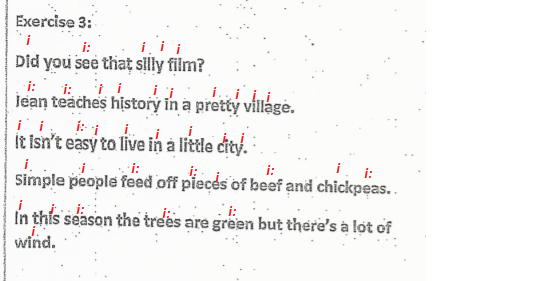 Exercise 3:
i i: i i i
Did you see that silly film?
i: i: i i i i i i i i
Jean teaches history in a pretty village.
i i i: i i i i i i
It isn't easy to live in a little city.
i i i: i: i i: i i:
Simple people feed off pieces of beef and chickpeas.
i i i: i: i:
In this season the trees are green but there's a lot of
i
wind.